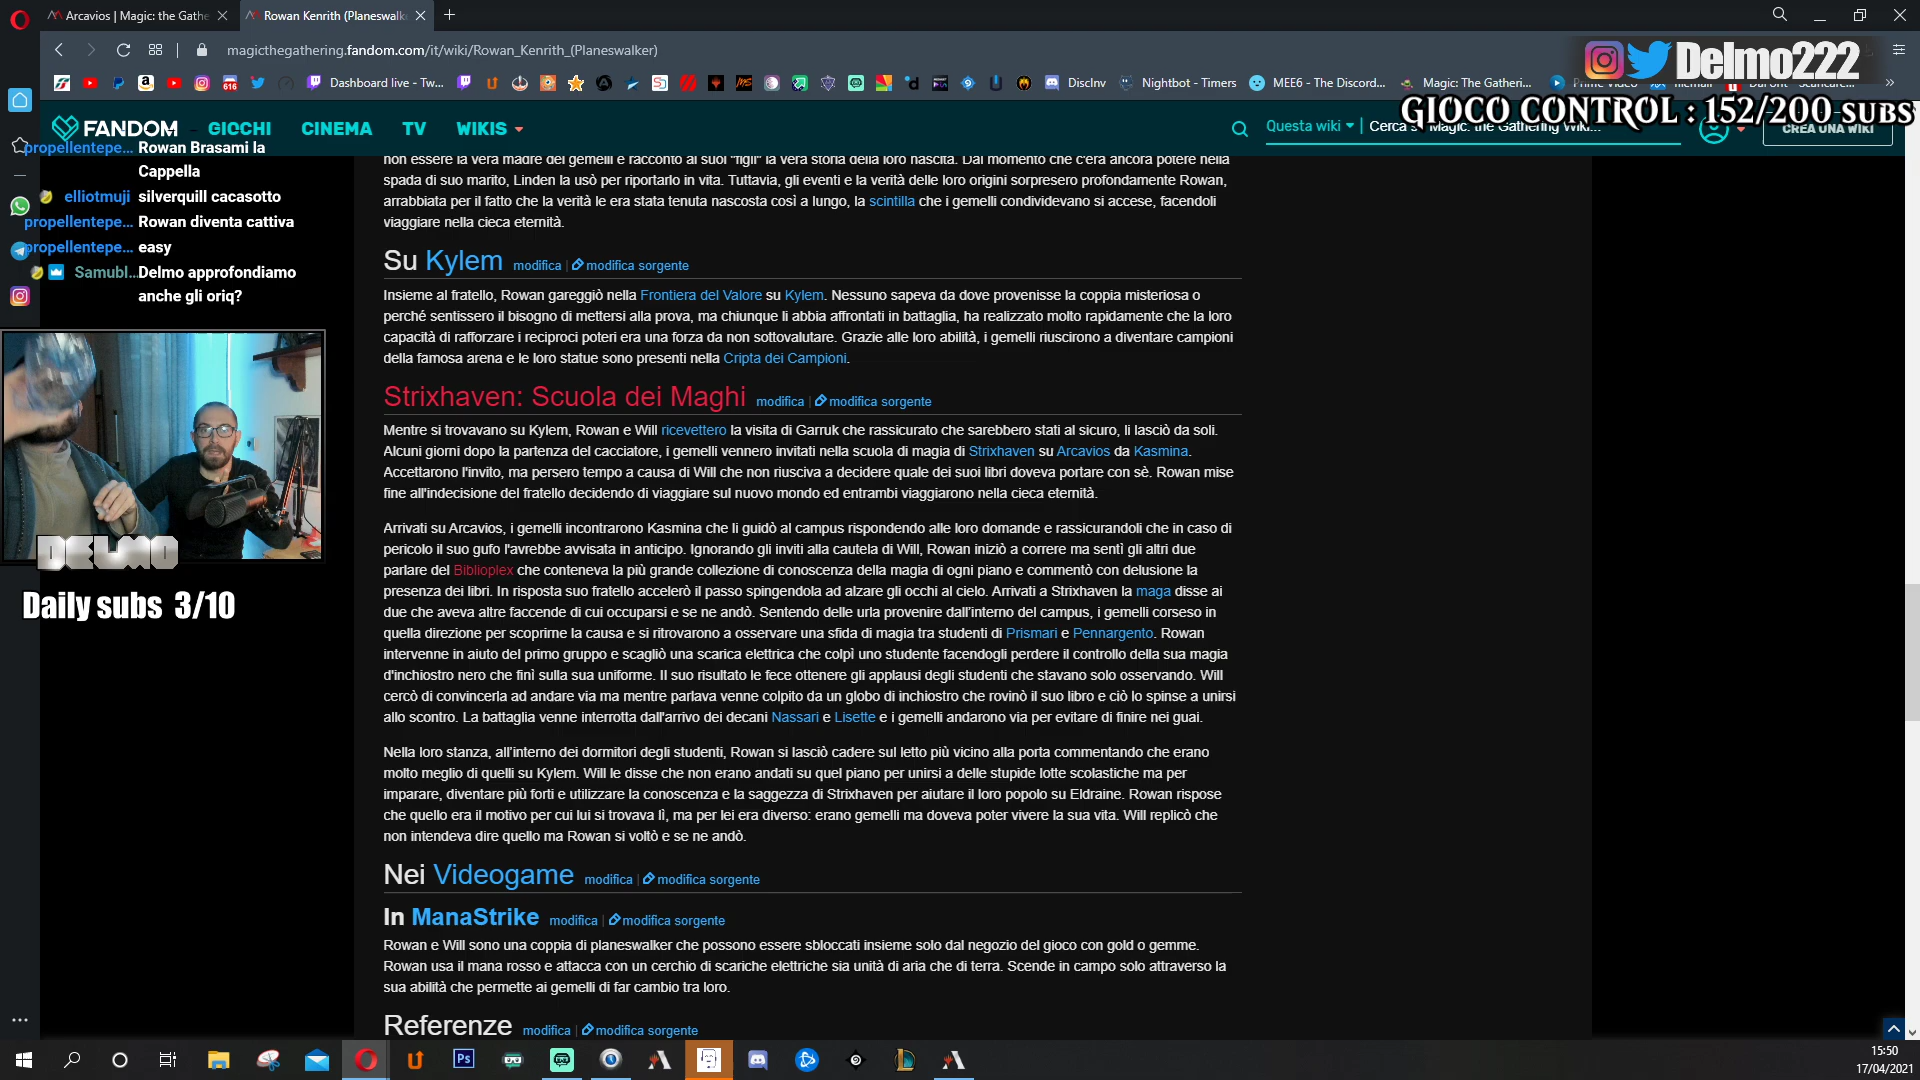 Arcavios | Magic: the Gathe
Rowan Kenrith (Planeswalk
magicthegathering.fandom.com/it/wiki/Rowan_Kenrith_(Planeswalker)
Delmo222
616
Dashboard live - Tw...
DiscInv
Nightbot - Timers
MEE6 - The Discord...
Magic: The Gatheri...
GIOCO CONTROL : 152/200 SUBS
FANDOM
GIOCHI
CINEMA
TV
WIKIS
Questa wiki
CREA UNA WIKI
propellentepe... Rowan Brasami la
Cappella
elliotmuji silverquill cacasotto
propellentepe... Rowan diventa cattiva
propellentepe... easy
Samubl... Delmo approfondiamo
anche gli oriq?
DELMO
Daily subs 3/10
non essere la vera madre dei gemelli e raccontò ai suoi "figli" la vera storia della loro nascita. Dal momento che c'era ancora potere nella
spada di suo marito, Linden la usò per riportarlo in vita. Tuttavia, gli eventi e la verità delle loro origini sorpresero profondamente Rowan,
arrabbiata per il fatto che la verità le era stata tenuta nascosta così a lungo, la scintilla che i gemelli condividevano si accese, facendoli
viaggiare nella cieca eternità.
Su Kylem modifica | modifica sorgente
Insieme al fratello, Rowan gareggiò nella Frontiera del Valore su Kylem. Nessuno sapeva da dove provenisse la coppia misteriosa o
perché sentissero il bisogno di mettersi alla prova, ma chiunque li abbia affrontati in battaglia, ha realizzato molto rapidamente che la loro
capacità di rafforzare i reciproci poteri era una forza da non sottovalutare. Grazie alle loro abilità, i gemelli riuscirono a diventare campioni
della famosa arena e le loro statue sono presenti nella Cripta dei Campioni.
Strixhaven: Scuola dei Maghi modifica | modifica sorgente
Mentre si trovavano su Kylem, Rowan e Will ricevettero la visita di Garruk che rassicurato che sarebbero stati al sicuro, li lasciò da soli.
Alcuni giorni dopo la partenza del cacciatore, i gemelli vennero invitati nella scuola di magia di Strixhaven su Arcavios da Kasmina.
Accettarono l'invito, ma persero tempo a causa di Will che non riusciva a decidere quale dei suoi libri doveva portare con sè. Rowan mise
fine all'indecisione del fratello decidendo di viaggiare sul nuovo mondo ed entrambi viaggiarono nella cieca eternità.
Arrivati su Arcavios, i gemelli incontrarono Kasmina che li guidò al campus rispondendo alle loro domande e rassicurandoli che in caso di
pericolo il suo gufo l'avrebbe avvisata in anticipo. Ignorando gli inviti alla cautela di Will, Rowan iniziò a correre ma sentì gli altri due
parlare del Biblioplex che conteneva la più grande collezione di conoscenza della magia di ogni piano e commentò con delusione la
presenza dei libri. In risposta suo fratello accelerò il passo spingendola ad alzare gli occhi al cielo. Arrivati a Strixhaven la maga disse ai
due che aveva altre faccende di cui occuparsi e se ne andò. Sentendo delle urla provenire dall'interno del campus, i gemelli corseso in
quella direzione per scoprirne la causa e si ritrovarono a osservare una sfida di magia tra studenti di Prismari e Pennargento. Rowan
intervenne in aiuto del primo gruppo e scagliò una scarica elettrica che colpì uno studente facendogli perdere il controllo della sua magia
d'inchiostro nero che finì sulla sua uniforme. Il suo risultato le fece ottenere gli applausi degli studenti che stavano solo osservando. Will
cercò di convincerla ad andare via ma mentre parlava venne colpito da un globo di inchiostro che rovinò il suo libro e ciò lo spinse a unirsi
allo scontro. La battaglia venne interrotta dall'arrivo dei decani Nassari e Lisette e i gemelli andarono via per evitare di finire nei guai.
Nella loro stanza, all'interno dei dormitori degli studenti, Rowan si lasciò cadere sul letto più vicino alla porta commentando che erano
molto meglio di quelli su Kylem. Will le disse che non erano andati su quel piano per unirsi a delle stupide lotte scolastiche ma per
imparare, diventare più forti e utilizzare la conoscenza e la saggezza di Strixhaven per aiutare il loro popolo su Eldraine. Rowan rispose
che quello era il motivo per cui lui si trovava lì, ma per lei era diverso: erano gemelli ma doveva poter vivere la sua vita. Will replicò che
non intendeva dire quello ma Rowan si voltò e se ne andò.
Nei Videogame modifica | modifica sorgente
In ManaStrike modifica | modifica sorgente
Rowan e Will sono una coppia di planeswalker che possono essere sbloccati insieme solo dal negozio del gioco con gold o gemme.
Rowan usa il mana rosso e attacca con un cerchio di scariche elettriche sia unità di aria che di terra. Scende in campo solo attraverso la
sua abilità che permette ai gemelli di far cambio tra loro.
Referenze modifica | modifica sorgente
Ps
15:50
17/04/2021